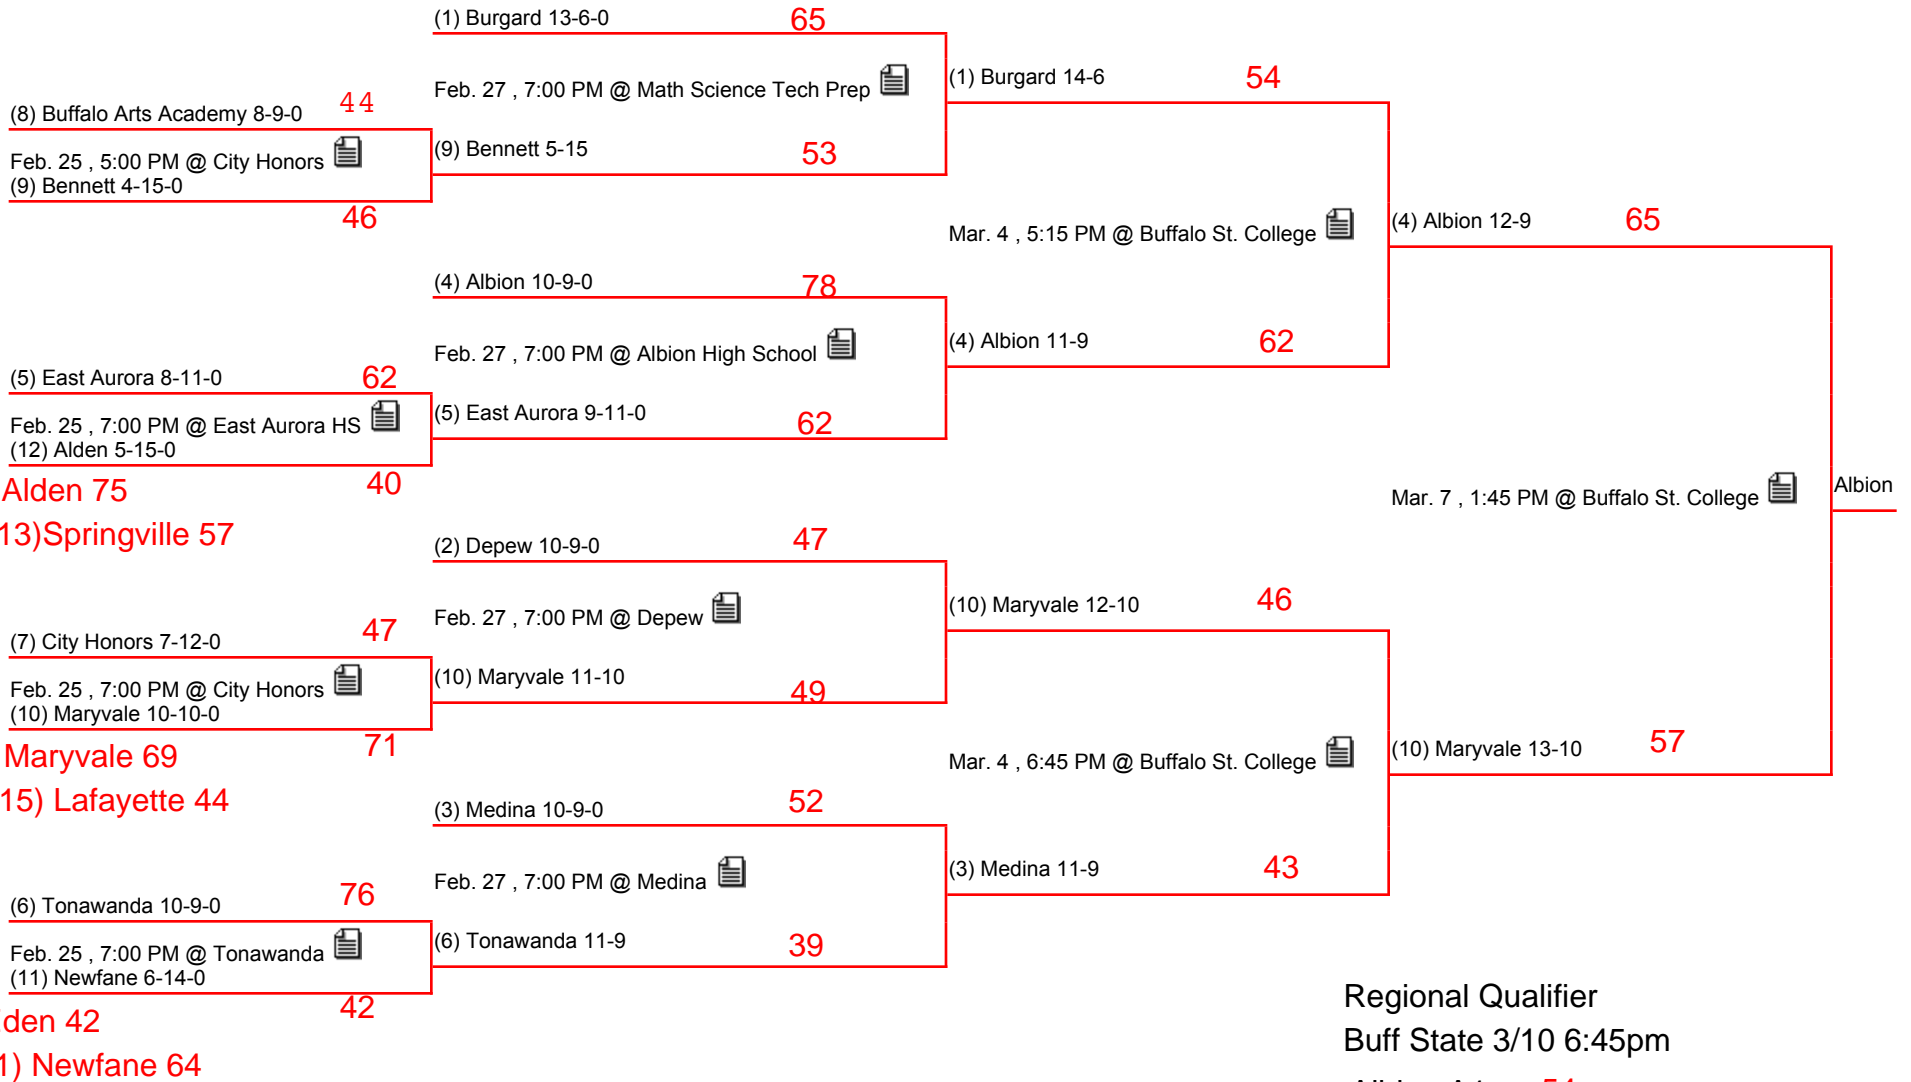 (1) Burgard 13-6-0 65
Feb. 27 , 7:00 PM @ Math Science Tech Prep
(1) Burgard 14-6 54
(8) Buffalo Arts Academy 8-9-0 44
Feb. 25 , 5:00 PM @ City Honors
(9) Bennett 4-15-0
46
(9) Bennett 5-15 53
Mar. 4 , 5:15 PM @ Buffalo St. College
(4) Albion 12-9 65
(4) Albion 10-9-0 78
Feb. 27 , 7:00 PM @ Albion High School
(4) Albion 11-9 62
(5) East Aurora 8-11-0 62
Feb. 25 , 7:00 PM @ East Aurora HS
(12) Alden 5-15-0
40
(5) East Aurora 9-11-0 62
Alden 75
13)Springville 57
Mar. 7 , 1:45 PM @ Buffalo St. College
Albion
(2) Depew 10-9-0 47
Feb. 27 , 7:00 PM @ Depew
(10) Maryvale 12-10 46
(7) City Honors 7-12-0 47
Feb. 25 , 7:00 PM @ City Honors
(10) Maryvale 10-10-0
71
(10) Maryvale 11-10 49
Maryvale 69
15) Lafayette 44
Mar. 4 , 6:45 PM @ Buffalo St. College
(10) Maryvale 13-10 57
(3) Medina 10-9-0 52
Feb. 27 , 7:00 PM @ Medina
(3) Medina 11-9 43
(6) Tonawanda 10-9-0 76
Feb. 25 , 7:00 PM @ Tonawanda
(11) Newfane 6-14-0
42
(6) Tonawanda 11-9 39
den 42
1) Newfane 64
Regional Qualifier
Buff State 3/10 6:45pm